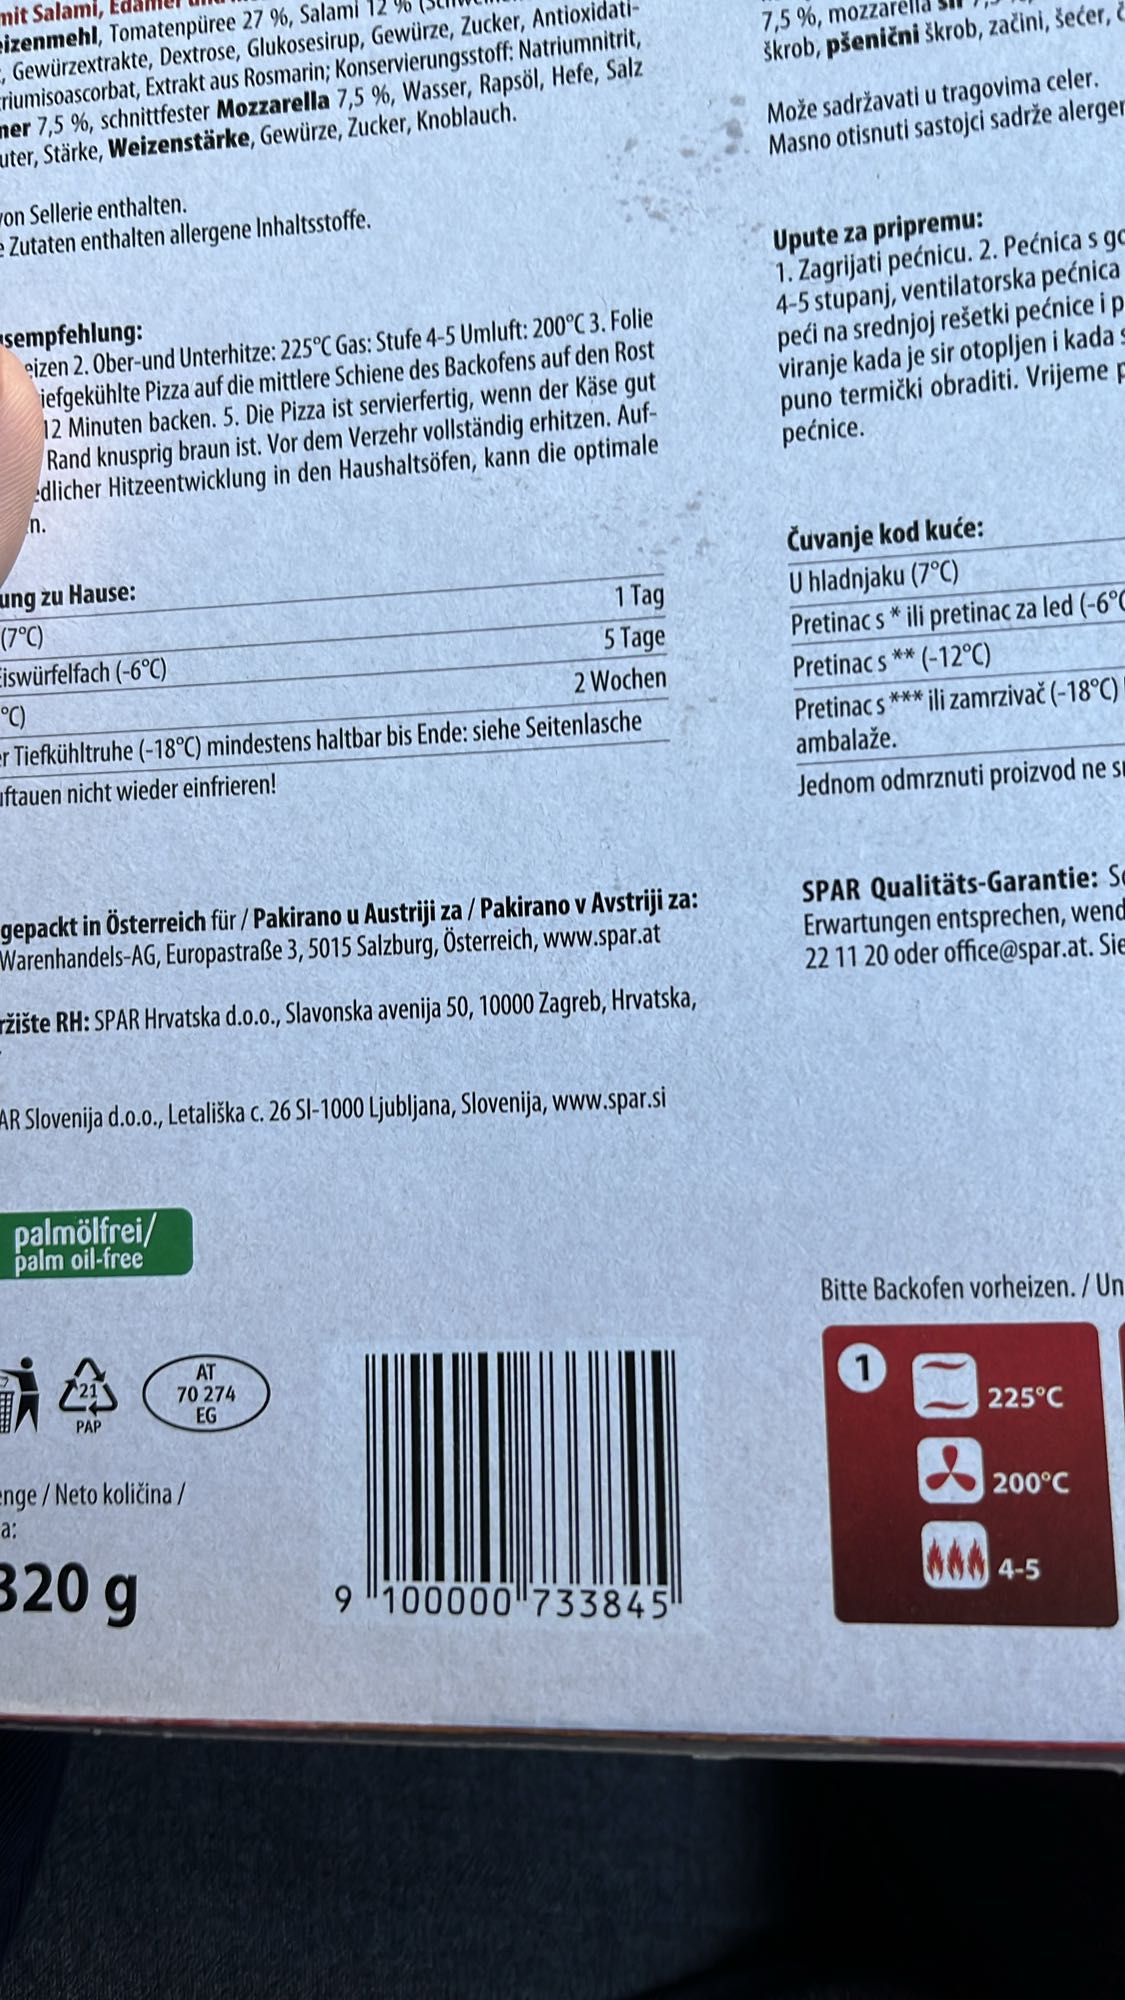 mit Salami, Edamer und
eizenmehl, Tomatenpüree 27 %, Salami 12 %
, Gewürzextrakte, Dextrose, Glukosesirup, Gewürze, Zucker, Antioxidati-
riumisoascorbat, Extrakt aus Rosmarin; Konservierungsstoff: Natriumnitrit,
mer 7,5 %, schnittfester Mozzarella 7,5 %, Wasser, Rapsöl, Hefe, Salz
uter, Stärke, Weizenstärke, Gewürze, Zucker, Knoblauch.
von Sellerie enthalten.
e Zutaten enthalten allergene Inhaltsstoffe.
sempfehlung:
eizen 2. Ober-und Unterhitze: 225°C Gas: Stufe 4-5 Umluft: 200°C 3. Folie
iefgekühlte Pizza auf die mittlere Schiene des Backofens auf den Rost
12 Minuten backen. 5. Die Pizza ist servierfertig, wenn der Käse gut
Rand knusprig braun ist. Vor dem Verzehr vollständig erhitzen. Auf-
edlicher Hitzeentwicklung in den Haushaltsöfen, kann die optimale
n.
ung zu Hause:
(7°C) 1 Tag
Eiswürfelfach (-6°C) 5 Tage
°C) 2 Wochen
er Tiefkühltruhe (-18°C) mindestens haltbar bis Ende: siehe Seitenlasche
uftauen nicht wieder einfrieren!
gepackt in Österreich für / Pakirano u Austriji za / Pakirano v Avstriji za:
Warenhandels-AG, Europastraße 3, 5015 Salzburg, Österreich, www.spar.at
ržište RH: SPAR Hrvatska d.o.o., Slavonska avenija 50, 10000 Zagreb, Hrvatska,
AR Slovenija d.o.o., Letališka c. 26 SI-1000 Ljubljana, Slovenija, www.spar.si
palmölfrei/
palm oil-free
21
PAP
AT
70 274
EG
enge / Neto količina /
a:
320 g
9 100000 733845
7,5 %, mozzarella sir
škrob, pšenični škrob, začini, šećer, č
Može sadržavati u tragovima celer.
Masno otisnuti sastojci sadrže alergen
Upute za pripremu:
1. Zagrijati pećnicu. 2. Pećnica s go
4-5 stupanj, ventilatorska pećnica
peći na srednjoj rešetki pećnice i p
viranje kada je sir otopljen i kada s
puno termički obraditi. Vrijeme p
pećnice.
Čuvanje kod kuće:
U hladnjaku (7°C)
Pretinac s * ili pretinac za led (-6°C
Pretinac s ** (-12°C)
Pretinac s *** ili zamrzivač (-18°C)
ambalaže.
Jednom odmrznuti proizvod ne sm
SPAR Qualitäts-Garantie: So
Erwartungen entsprechen, wend
22 11 20 oder office@spar.at. Sie
Bitte Backofen vorheizen. / Un
1
225°C
200°C
4-5